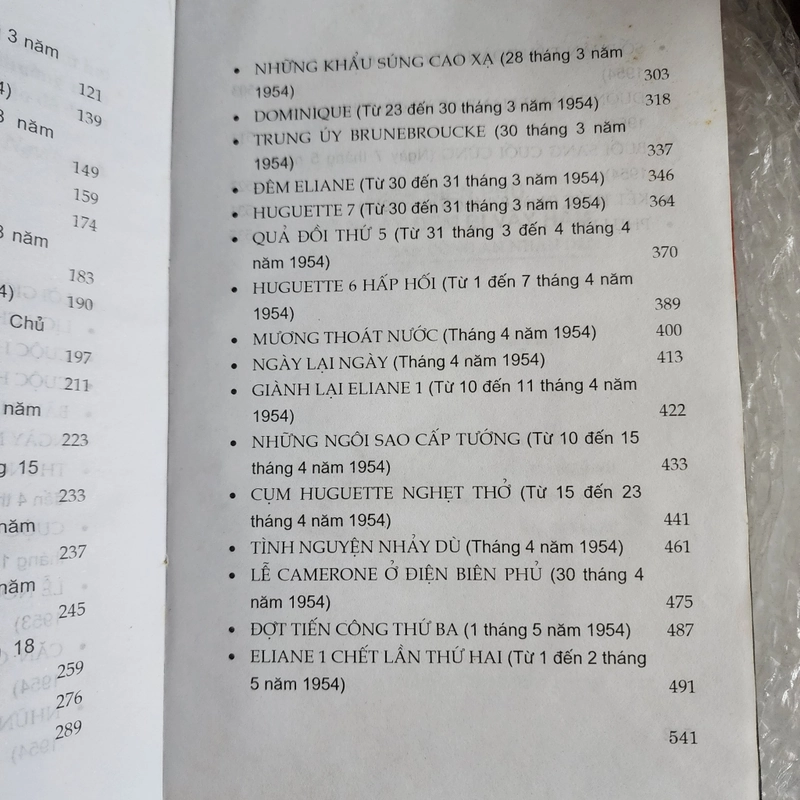 3 năm
121
4)
139
3 năm
149
159
174
3 năm
183
4)
190
Chủ
197
211
năm
223
g 15
233
năm
237
năm
245
18
259
276
289
• NHỮNG KHẨU SÚNG CAO XẠ (28 tháng 3 năm
1954) 303
• DOMINIQUE (Từ 23 đến 30 tháng 3 năm 1954) 318
• TRUNG ÚY BRUNEBROUCKE (30 tháng 3 năm
1954) 337
• ĐÊM ELIANE (Từ 30 đến 31 tháng 3 năm 1954) 346
• HUGUETTE 7 (Từ 30 đến 31 tháng 3 năm 1954) 364
• QUẢ ĐỒI THỨ 5 (Từ 31 tháng 3 đến 4 tháng 4
năm 1954) 370
• HUGUETTE 6 HẤP HỐI (Từ 1 đến 7 tháng 4 năm
1954) 389
• MƯƠNG THOÁT NƯỚC (Tháng 4 năm 1954) 400
• NGÀY LẠI NGÀY (Tháng 4 năm 1954) 413
• GIÀNH LẠI ELIANE 1 (Từ 10 đến 11 tháng 4 năm
1954) 422
• NHỮNG NGÔI SAO CẤP TƯỚNG (Từ 10 đến 15
tháng 4 năm 1954) 433
• CỤM HUGUETTE NGHẸT THỞ (Từ 15 đến 23
tháng 4 năm 1954) 441
• TÌNH NGUYỆN NHẢY DÙ (Tháng 4 năm 1954) 461
• LỄ CAMERONE Ở ĐIỆN BIÊN PHỦ (30 tháng 4
năm 1954) 475
• ĐỢT TIẾN CÔNG THỨ BA (1 tháng 5 năm 1954) 487
• ELIANE 1 CHẾT LẦN THỨ HAI (Từ 1 đến 2 tháng
5 năm 1954) 491
541